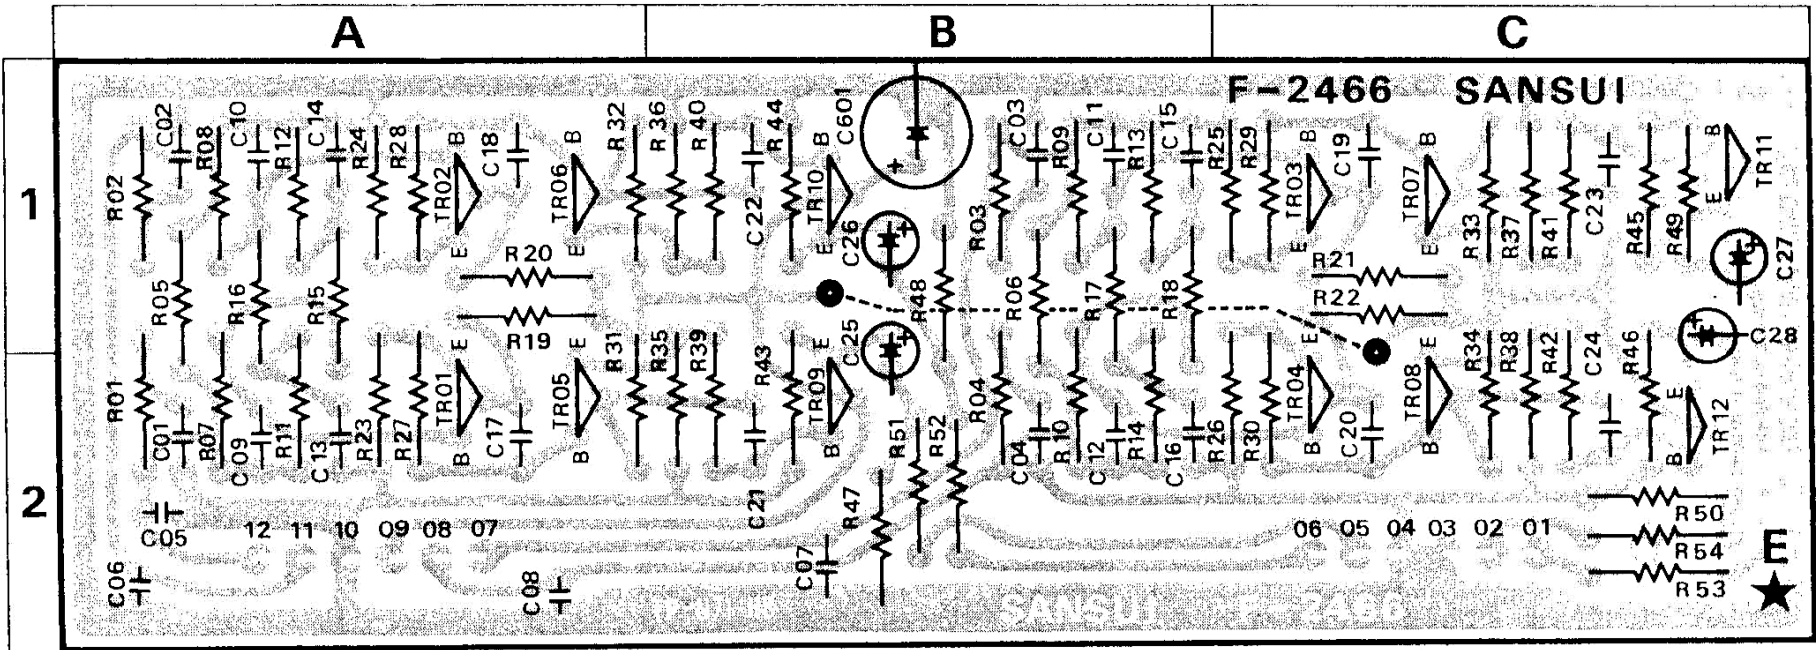 A B C
1
2
F-2466 SANSUI
R02 C02 R08 C10 R12 C14 R24 R28 TR02 B E C18 TR06 B E R32 R36 R40 C22 R44 TR10 B E C601 + C26 + R03 C03 R09 C11 R13 C15 R25 R29 TR03 B E C19 TR07 B E R33 R37 R41 C23 R45 R49 B E TR11
R05 R16 R15 R20 R19 R48 R06 R17 R18 R21 R22 + C27
+ C28
R01 C01 R07 C09 R11 C13 R23 R27 TR01 E B C17 TR05 E B R31 R35 R39 R43 C21 TR09 E B C25 + R51 R52 R04 C04 R10 C12 R14 C16 R26 R30 TR04 E B C20 TR08 E B R34 R38 R42 C24 R46 E B TR12
R47
C05 12 11 10 09 08 07 06 05 04 03 02 01 R50
R54
R53
C06 C08 C07 E
SANSUI F-2466